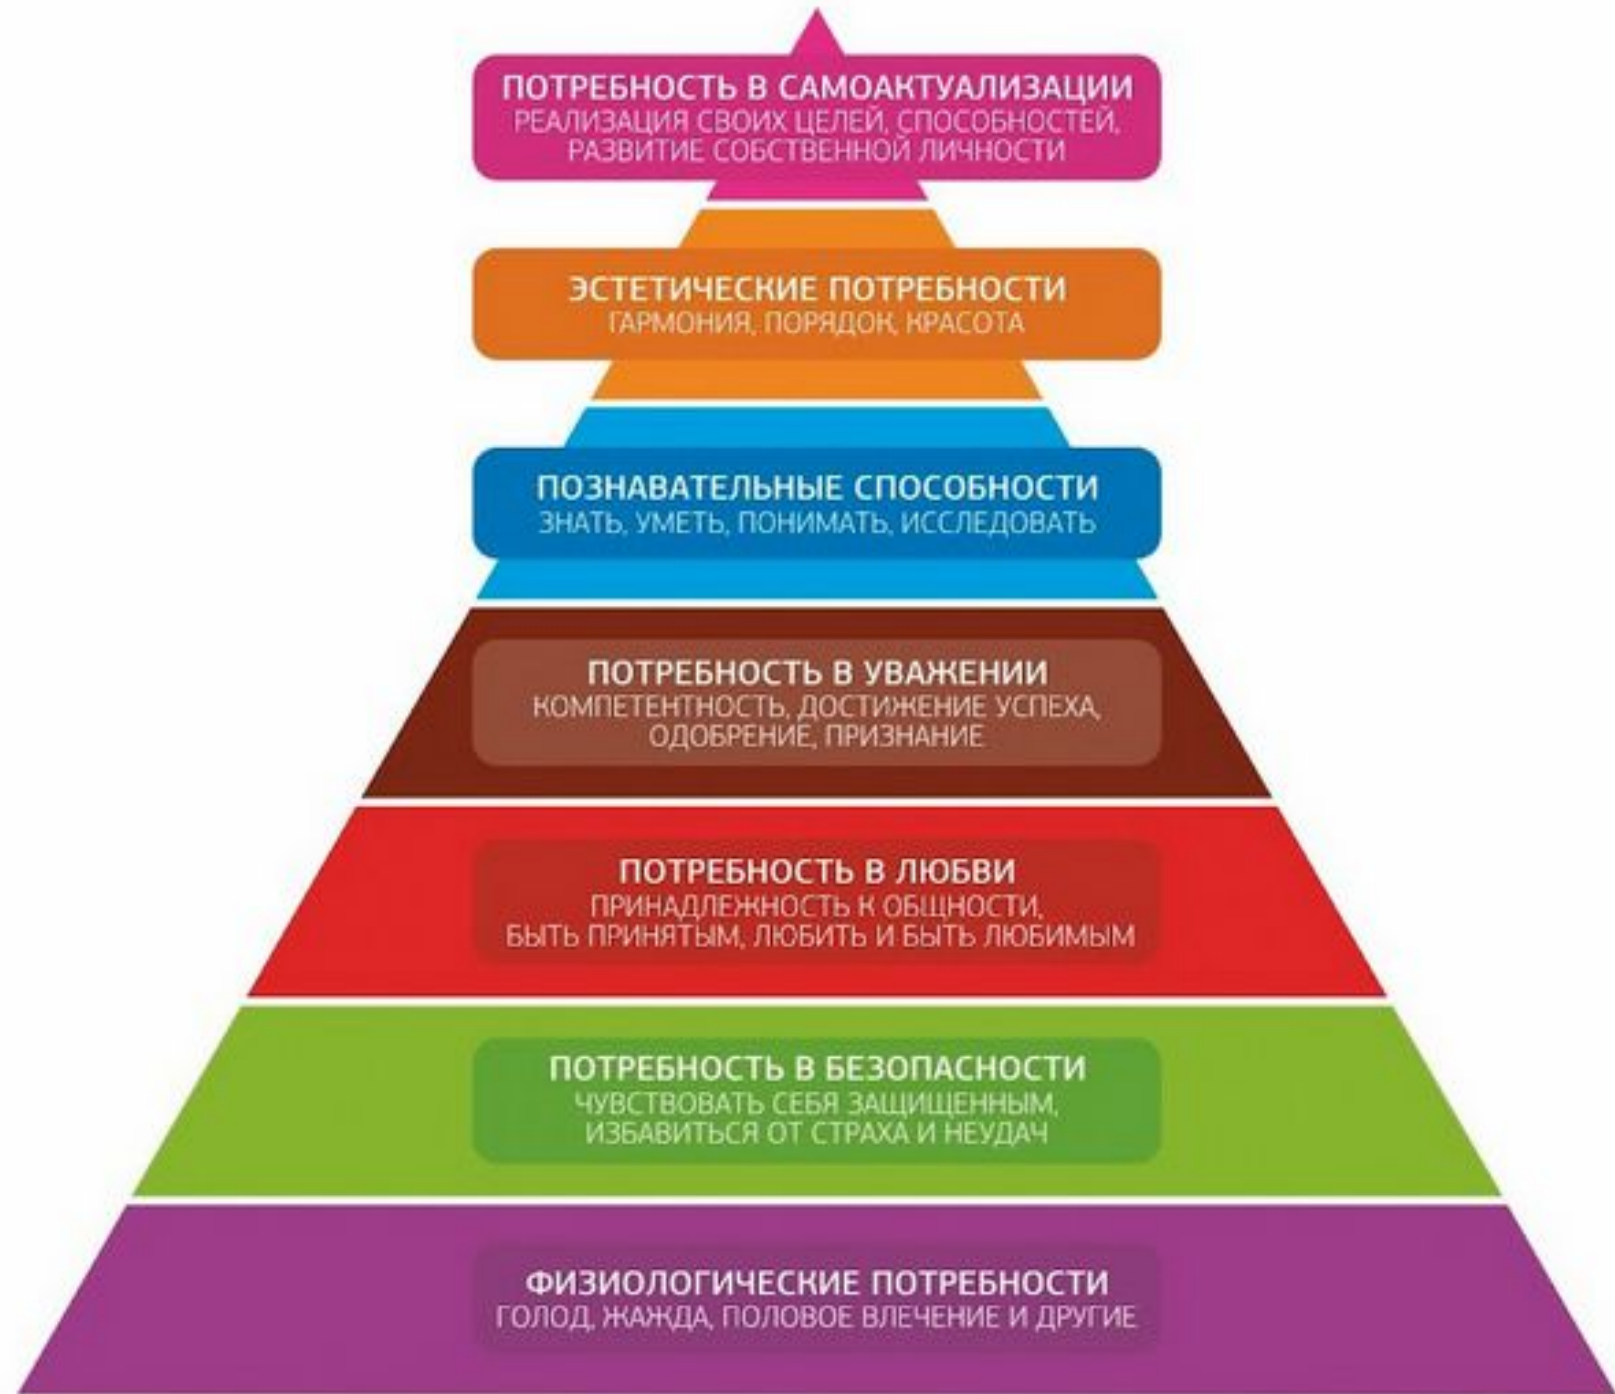 ПОТРЕБНОСТЬ В САМОАКТУАЛИЗАЦИИ
РЕАЛИЗАЦИЯ СВОИХ ЦЕЛЕЙ, СПОСОБНОСТЕЙ,
РАЗВИТИЕ СОБСТВЕННОЙ ЛИЧНОСТИ
ЭСТЕТИЧЕСКИЕ ПОТРЕБНОСТИ
ГАРМОНИЯ, ПОРЯДОК, КРАСОТА
ПОЗНАВАТЕЛЬНЫЕ СПОСОБНОСТИ
ЗНАТЬ, УМЕТЬ, ПОНИМАТЬ, ИССЛЕДОВАТЬ
ПОТРЕБНОСТЬ В УВАЖЕНИИ
КОМПЕТЕНТНОСТЬ, ДОСТИЖЕНИЕ УСПЕХА,
ОДОБРЕНИЕ, ПРИЗНАНИЕ
ПОТРЕБНОСТЬ В ЛЮБВИ
ПРИНАДЛЕЖНОСТЬ К ОБЩНОСТИ,
БЫТЬ ПРИНЯТЫМ, ЛЮБИТЬ И БЫТЬ ЛЮБИМЫМ
ПОТРЕБНОСТЬ В БЕЗОПАСНОСТИ
ЧУВСТВОВАТЬ СЕБЯ ЗАЩИЩЕННЫМ,
ИЗБАВИТЬСЯ ОТ СТРАХА И НЕУДАЧ
ФИЗИОЛОГИЧЕСКИЕ ПОТРЕБНОСТИ
ГОЛОД, ЖАЖДА, ПОЛОВОЕ ВЛЕЧЕНИЕ И ДРУГИЕ